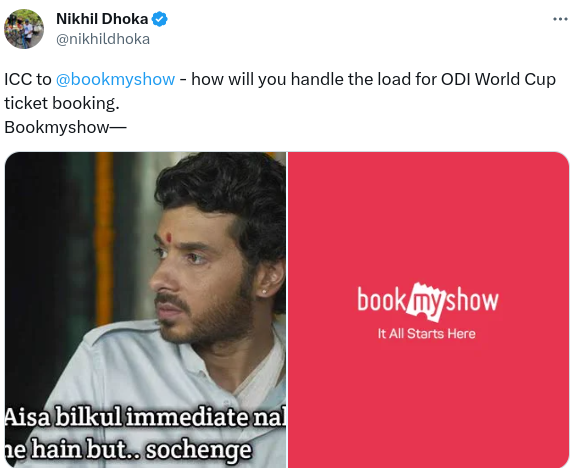 Nikhil Dhoka
@nikhildhoka
ICC to @bookmyshow - how will you handle the load for ODI World Cup
ticket booking.
Bookmyshow—
Aisa bilkul immediate nal
ne hain but.. sochenge
bookmyshow
It All Starts Here